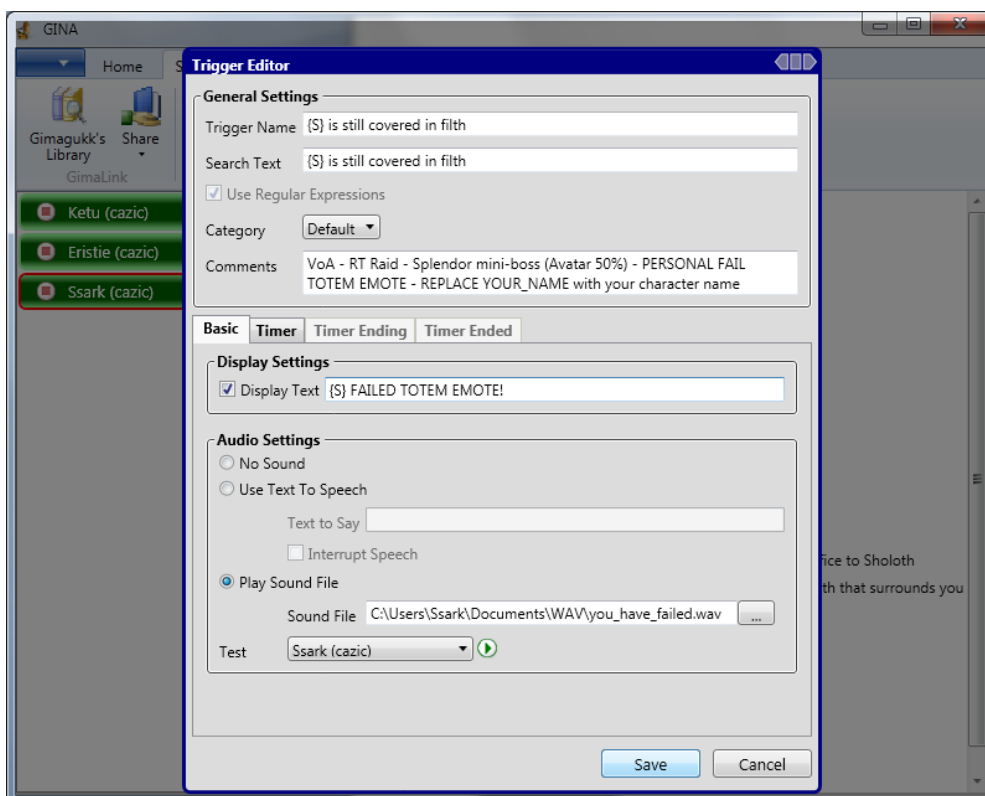 GINA
Home
S
Gimagukk's
Library
Share
GimaLink
Ketu (cazic)
Eristie (cazic)
Ssark (cazic)
Trigger Editor
General Settings
Trigger Name {S} is still covered in filth
Search Text {S} is still covered in filth
Use Regular Expressions
Category Default
Comments VoA - RT Raid - Splendor mini-boss (Avatar 50%) - PERSONAL FAIL
TOTEM EMOTE - REPLACE YOUR_NAME with your character name
Basic Timer Timer Ending Timer Ended
Display Settings
Display Text {S} FAILED TOTEM EMOTE!
Audio Settings
No Sound
Use Text To Speech
Text to Say
Interrupt Speech
Play Sound File
Sound File C:\Users\Ssark\Documents\WAV\you_have_failed.wav ...
Test Ssark (cazic)
Save Cancel
fice to Sholoth
th that surrounds you